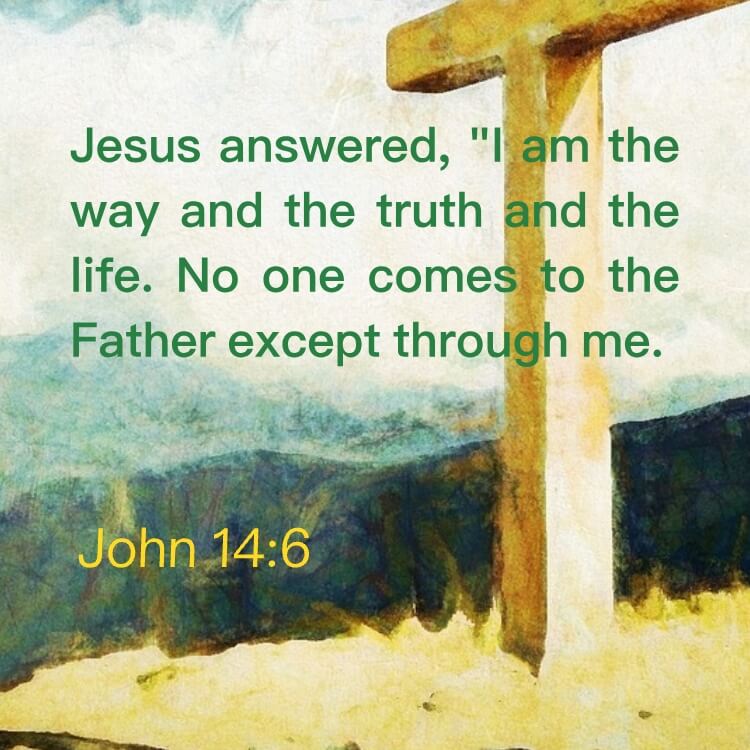 Jesus answered, "I am the
way and the truth and the
life. No one comes to the
Father except through me.
John 14:6